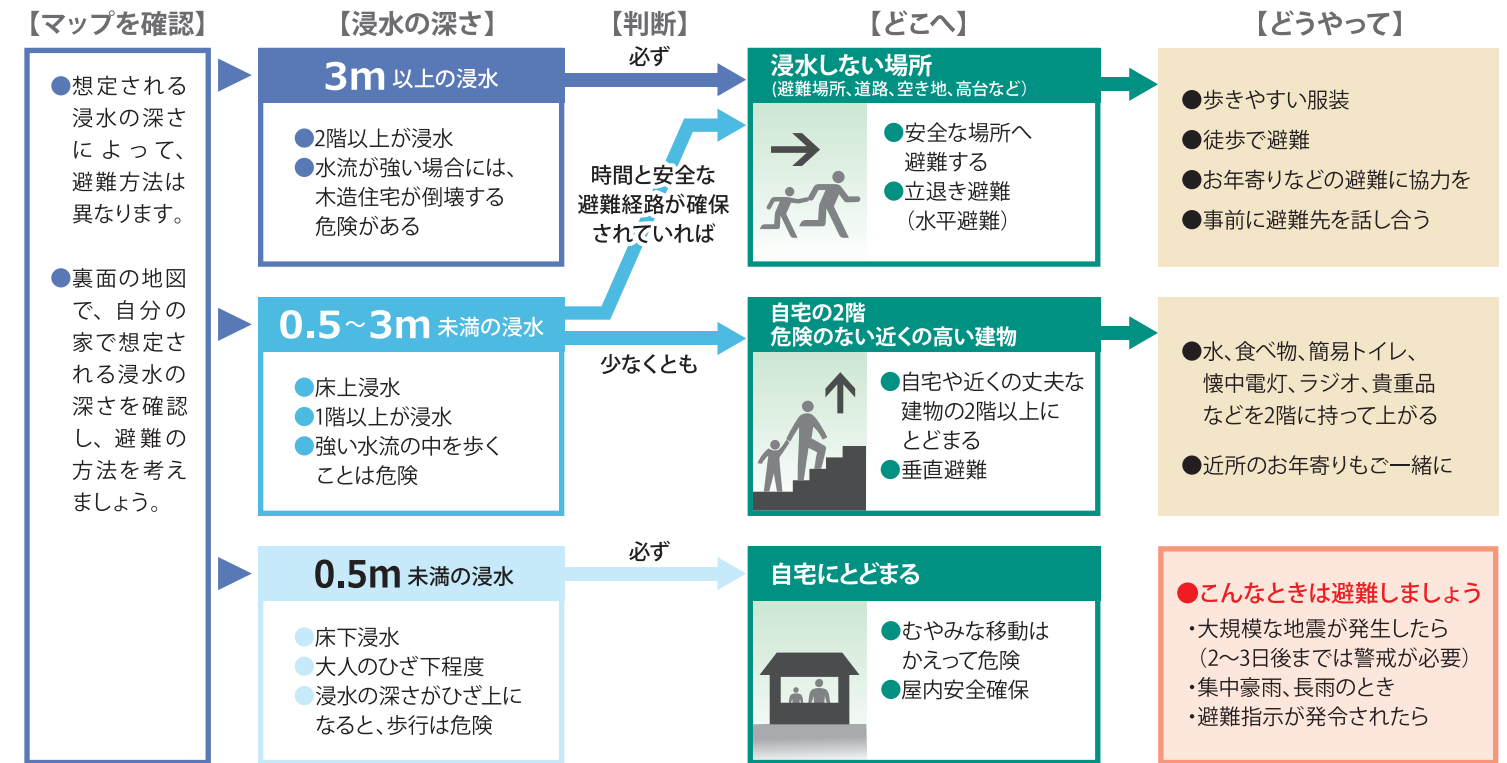 【マップを確認】
●想定される
浸水の深さ
によって、
避難方法は
異なります。
●裏面の地図
で、自分の
家で想定さ
れる浸水の
深さを確認
し、避難の
方法を考え
ましょう。
【浸水の深さ】
3m 以上の浸水
●2階以上が浸水
●水流が強い場合には、
木造住宅が倒壊する
危険がある
0.5～3m 未満の浸水
●床上浸水
●1階以上が浸水
●強い水流の中を歩く
ことは危険
0.5m 未満の浸水
●床下浸水
●大人のひざ下程度
●浸水の深さがひざ上に
なると、歩行は危険
【判断】
必ず
時間と安全な
避難経路が確保
されていれば
少なくとも
必ず
【どこへ】
浸水しない場所
(避難場所、道路、空き地、高台など)
●安全な場所へ
避難する
●立退き避難
（水平避難）
自宅の2階
危険のない近くの高い建物
●自宅や近くの丈夫な
建物の2階以上に
とどまる
●垂直避難
自宅にとどまる
●むやみな移動は
かえって危険
●屋内安全確保
【どうやって】
●歩きやすい服装
●徒歩で避難
●お年寄りなどの避難に協力を
●事前に避難先を話し合う
●水、食べ物、簡易トイレ、
懐中電灯、ラジオ、貴重品
などを2階に持って上がる
●近所のお年寄りもご一緒に
●こんなときは避難しましょう
・大規模な地震が発生したら
（2～3日後までは警戒が必要）
・集中豪雨、長雨のとき
・避難指示が発令されたら